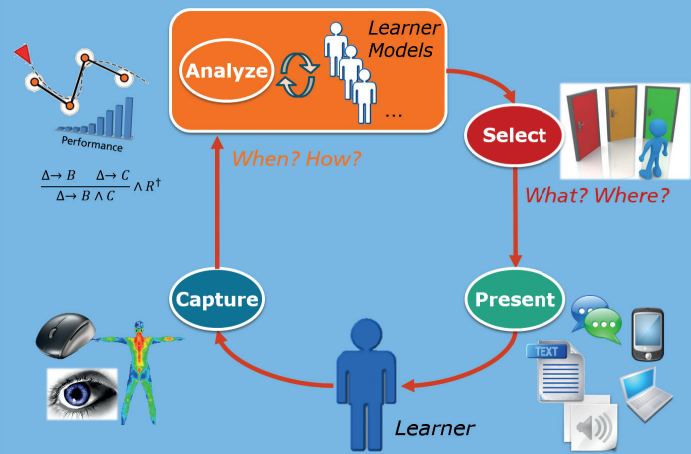 Learner
Models
Analyze
...
Performance
Δ→ B Δ→ C
Δ→ B ∧ C
∧ R†
When? How?
Select
What? Where?
Capture
Present
TEXT
Learner